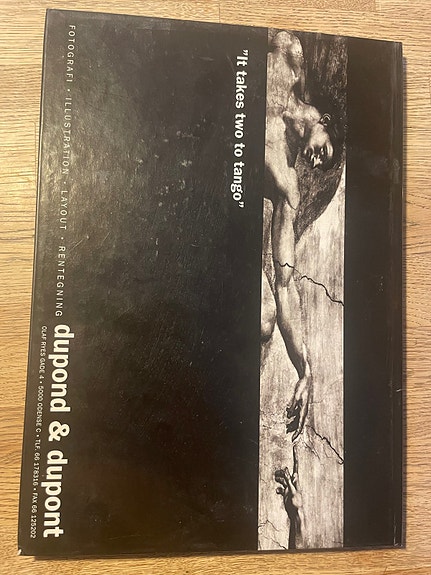 "It takes two to tango"
FOTOGRAFI • ILLUSTRATION • LAYOUT • RENTEGNING
dupond & dupont
OLAF RYES GADE 4 • 5000 ODENSE C • TLF. 66 178316 • FAX 66 125202